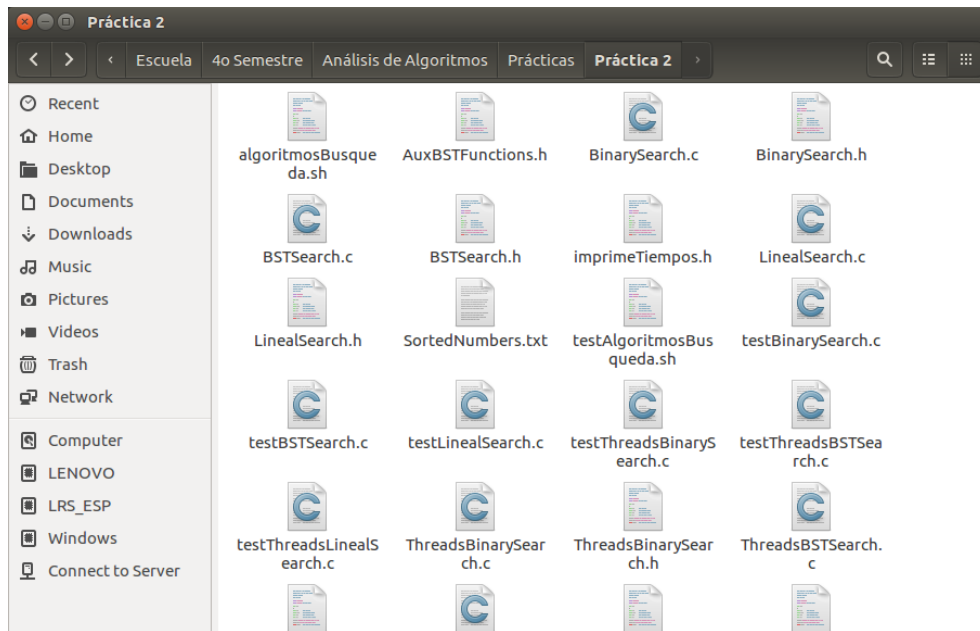 Práctica 2
Escuela 4o Semestre Análisis de Algoritmos Prácticas Práctica 2
Recent
Home
Desktop
Documents
Downloads
Music
Pictures
Videos
Trash
Network
Computer
LENOVO
LRS_ESP
Windows
Connect to Server
algoritmosBusque
da.sh
AuxBSTFunctions.h
BinarySearch.c
BinarySearch.h
BSTSearch.c
BSTSearch.h
imprimeTiempos.h
LinealSearch.c
LinealSearch.h
SortedNumbers.txt
testAlgoritmosBus
queda.sh
testBinarySearch.c
testBSTSearch.c
testLinealSearch.c
testThreadsBinaryS
earch.c
testThreadsBSTSea
rch.c
testThreadsLinealS
earch.c
ThreadsBinarySear
ch.c
ThreadsBinarySear
ch.h
ThreadsBSTSearch.
c